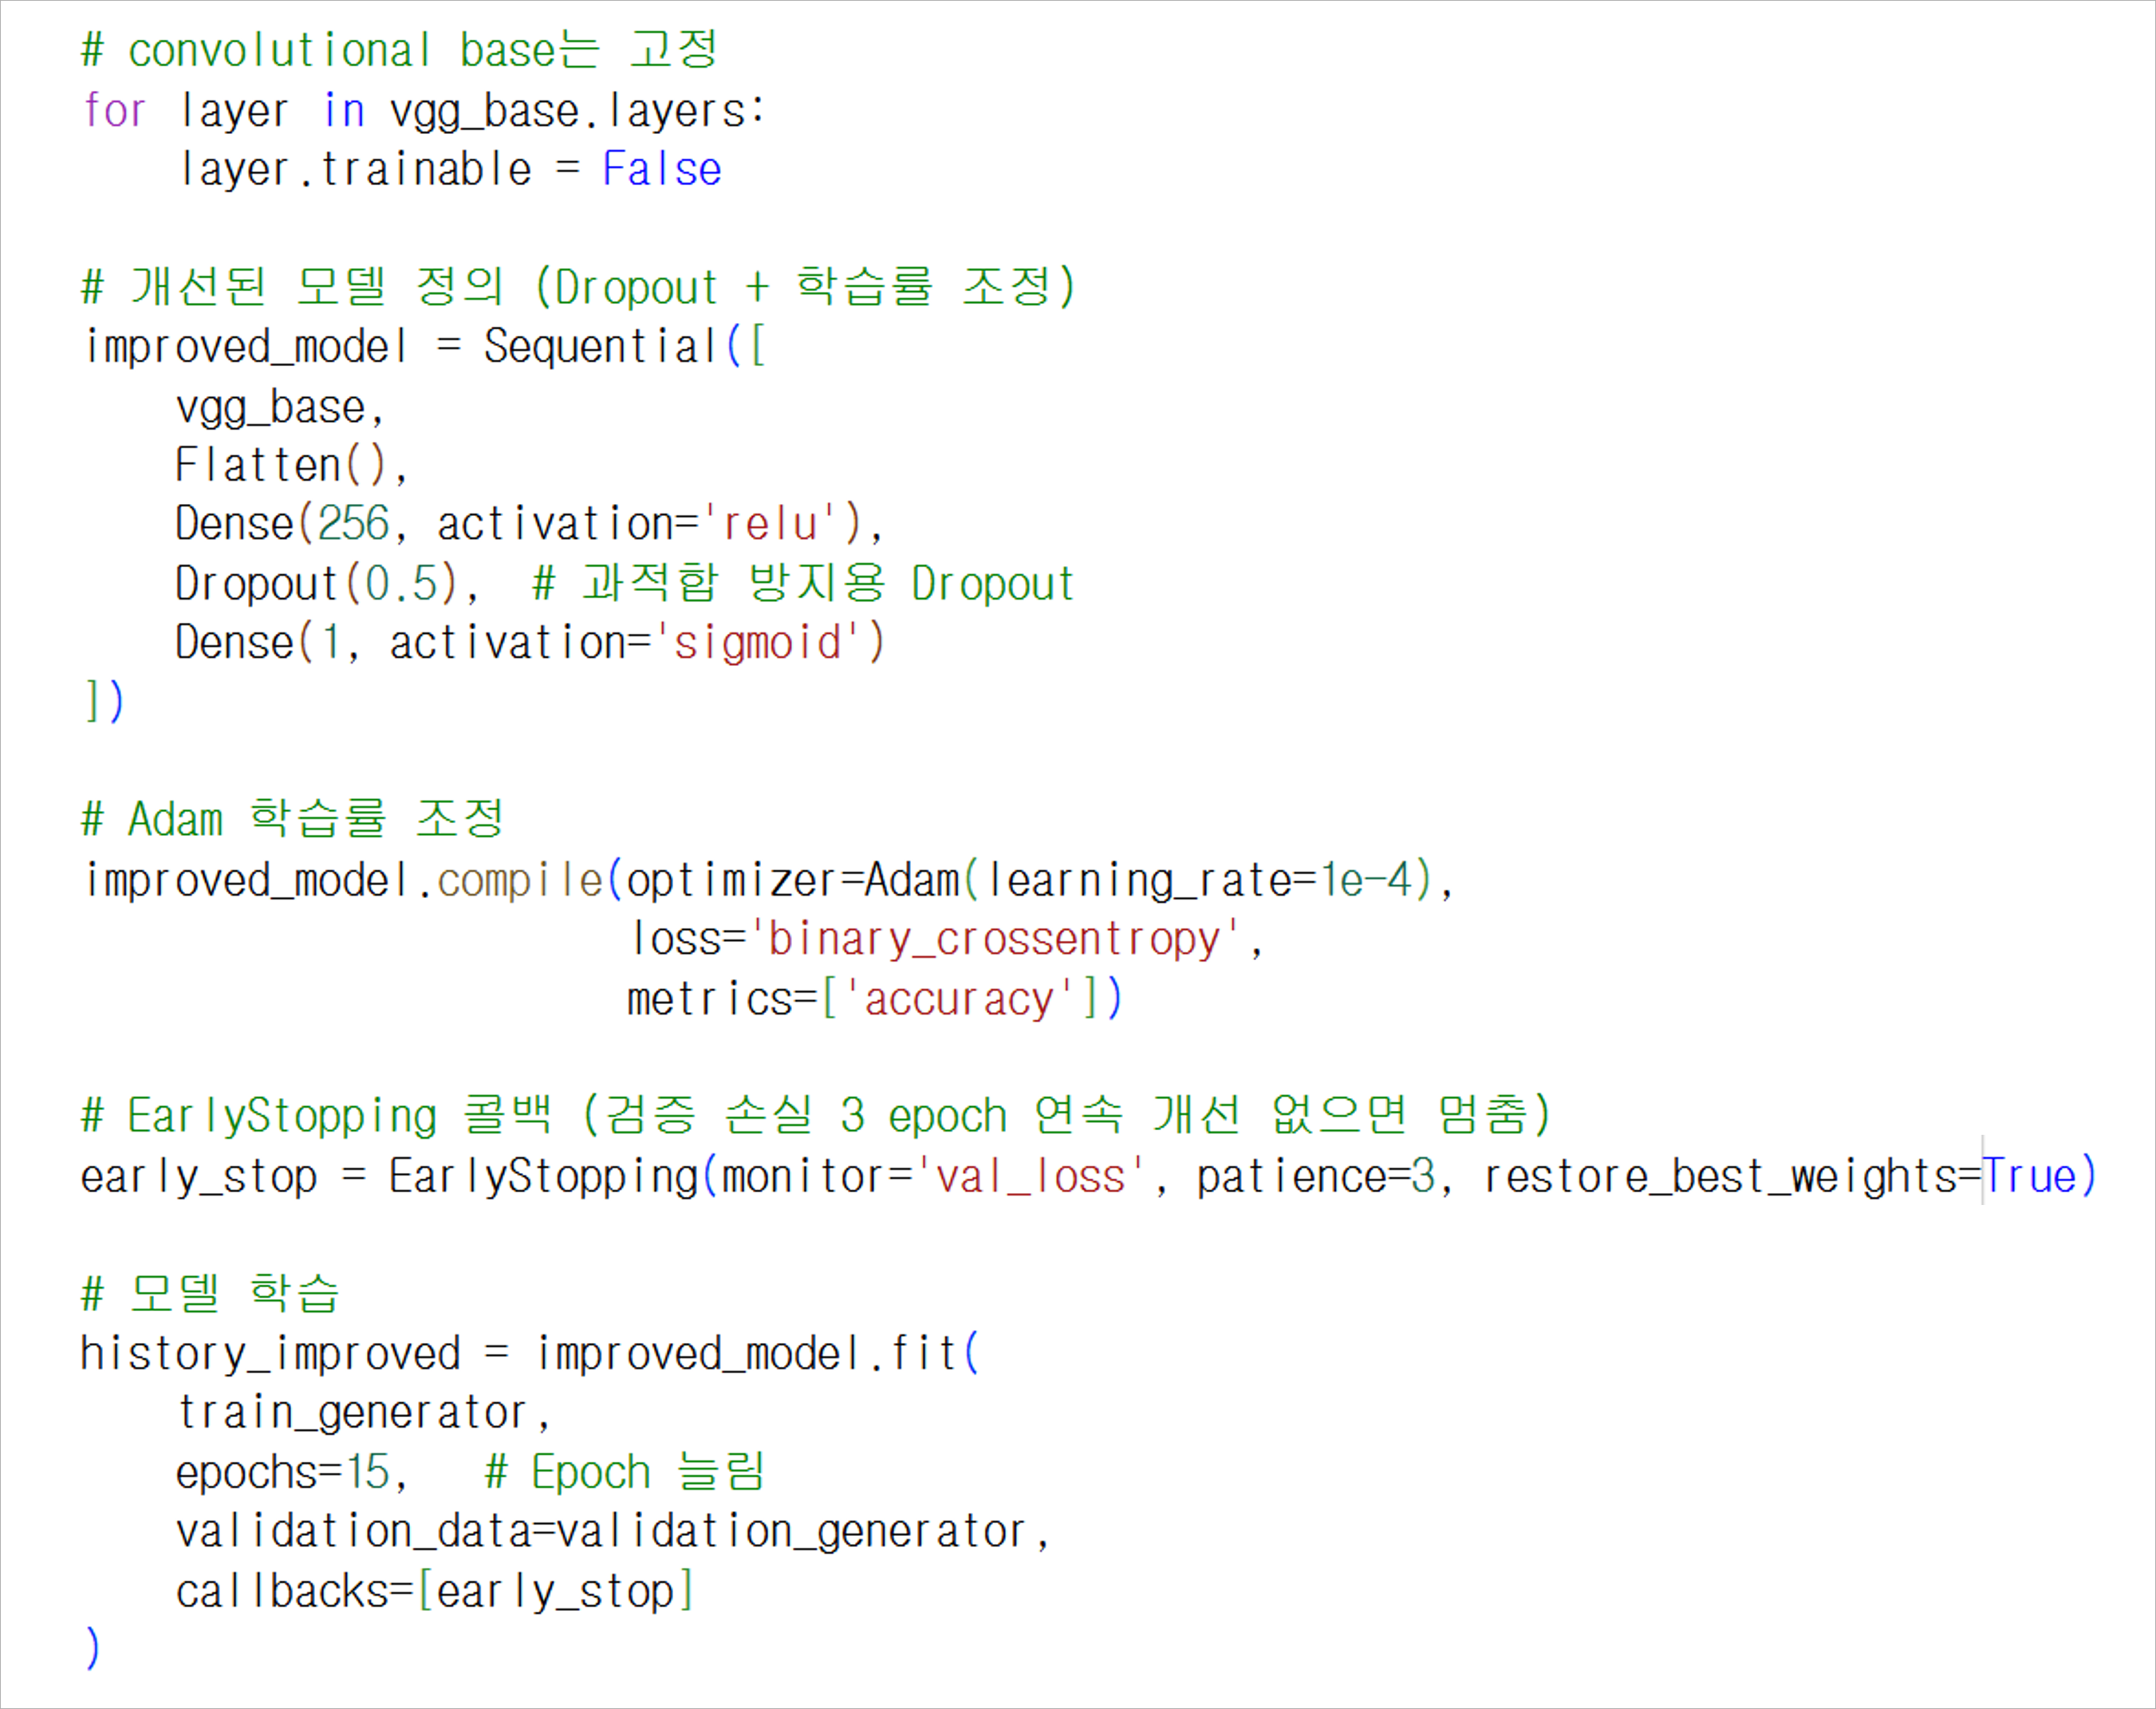 # convolutional base는 고정
for layer in vgg_base.layers:
    layer.trainable = False

# 개선된 모델 정의 (Dropout + 학습률 조정)
improved_model = Sequential([
    vgg_base,
    Flatten(),
    Dense(256, activation='relu'),
    Dropout(0.5),  # 과적합 방지용 Dropout
    Dense(1, activation='sigmoid')
])

# Adam 학습률 조정
improved_model.compile(optimizer=Adam(learning_rate=1e-4),
                       loss='binary_crossentropy',
                       metrics=['accuracy'])

# EarlyStopping 콜백 (검증 손실 3 epoch 연속 개선 없으면 멈춤)
early_stop = EarlyStopping(monitor='val_loss', patience=3, restore_best_weights=True)

# 모델 학습
history_improved = improved_model.fit(
    train_generator,
    epochs=15,   # Epoch 늘림
    validation_data=validation_generator,
    callbacks=[early_stop]
)